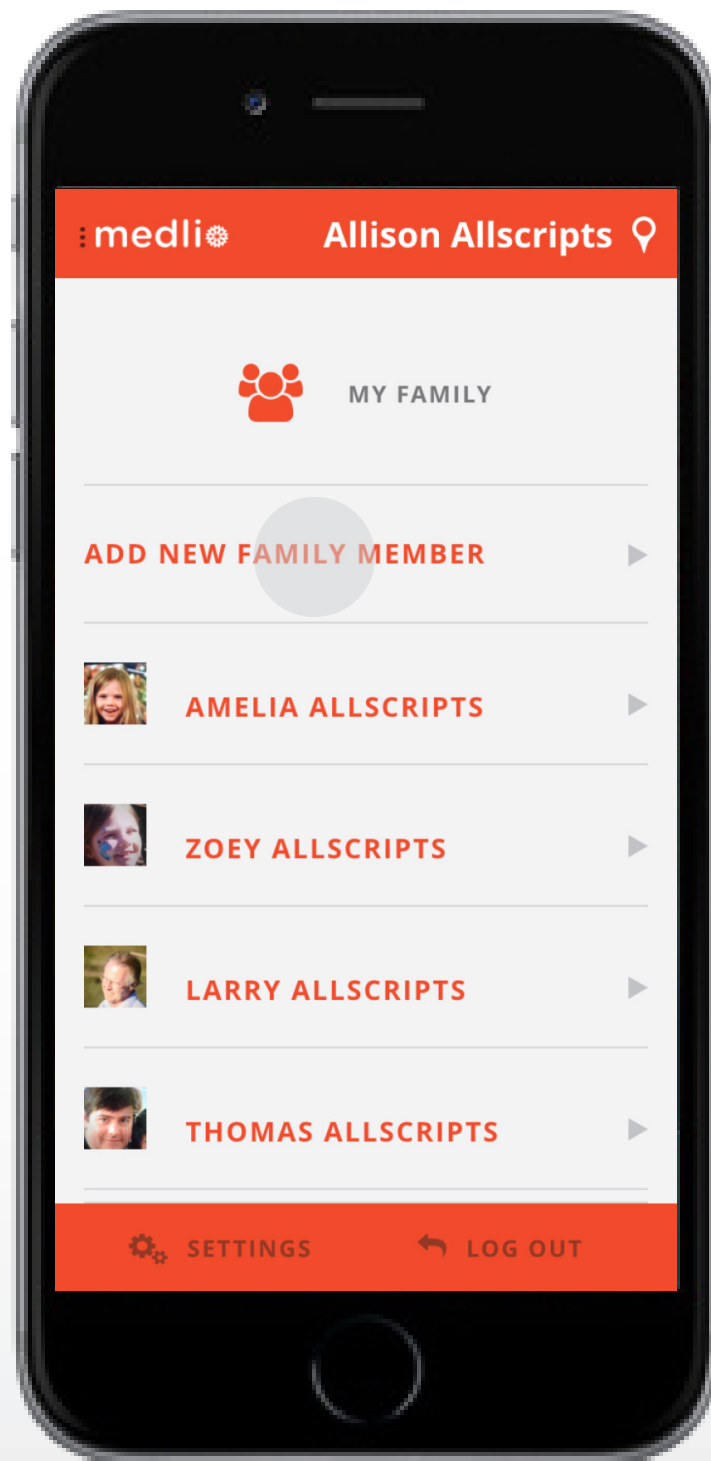 medlio
Allison Allscripts
MY FAMILY
ADD NEW FAMILY MEMBER
AMELIA ALLSCRIPTS
ZOEY ALLSCRIPTS
LARRY ALLSCRIPTS
THOMAS ALLSCRIPTS
SETTINGS
LOG OUT